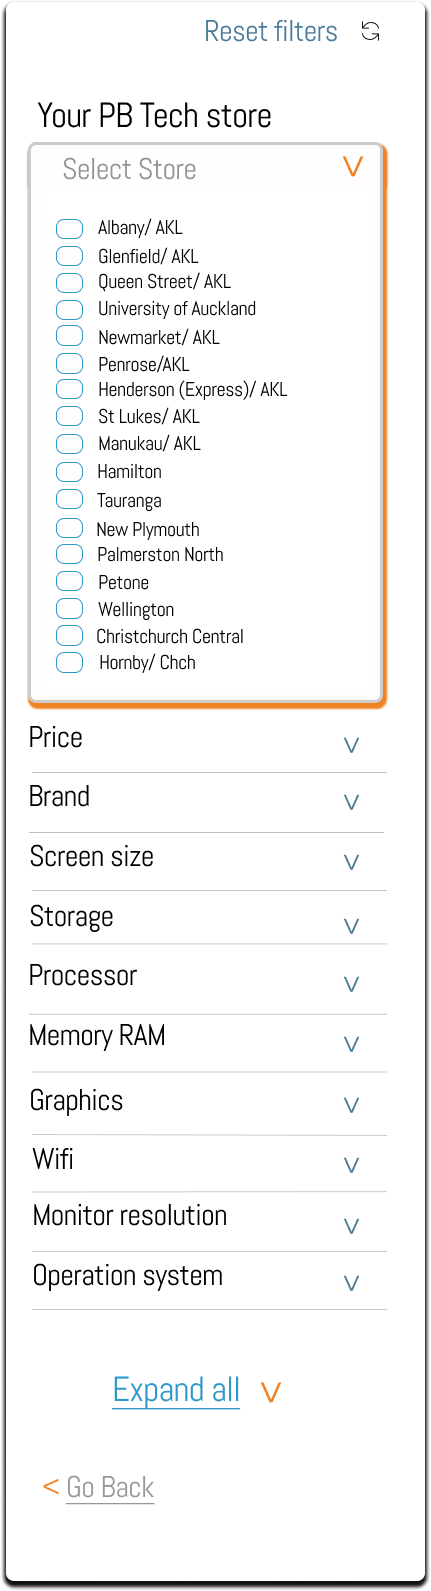 Reset filters
Your PB Tech store
Select Store
Albany/ AKL
Glenfield/ AKL
Queen Street/ AKL
University of Auckland
Newmarket/ AKL
Penrose/AKL
Henderson (Express)/ AKL
St Lukes/ AKL
Manukau/ AKL
Hamilton
Tauranga
New Plymouth
Palmerston North
Petone
Wellington
Christchurch Central
Hornby/ Chch
Price
Brand
Screen size
Storage
Processor
Memory RAM
Graphics
Wifi
Monitor resolution
Operation system
Expand all
< Go Back